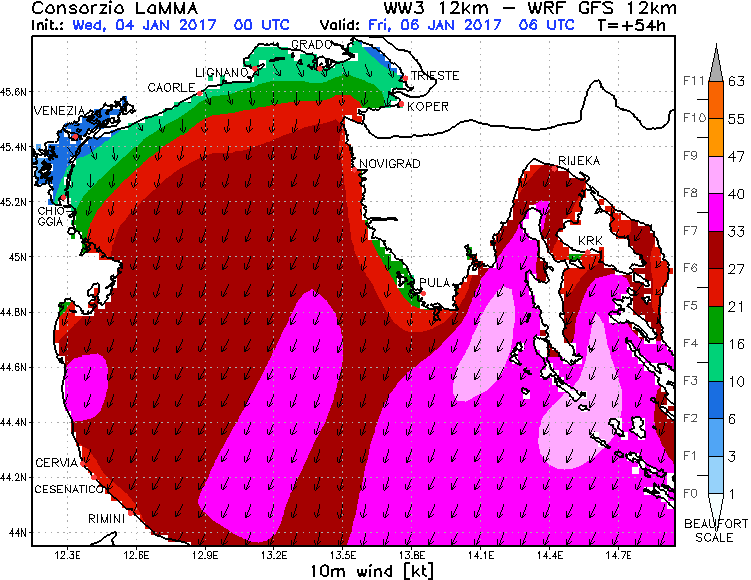 Consorzio LaMMA WW3 12km – WRF GFS 12km
Init.: Wed, 04 JAN 2017 00 UTC Valid: Fri, 06 JAN 2017 06 UTC T=+54h
GRADO
LIGNANO
TRIESTE
CAORLE
KOPER
VENEZIA
NOVIGRAD
RIJEKA
CHIO–
GGIA
KRK
PULA
CERVIA
CESENATICO
RIMINI
45.6N
45.4N
45.2N
45N
44.8N
44.6N
44.4N
44.2N
44N
12.3E 12.6E 12.9E 13.2E 13.5E 13.8E 14.1E 14.4E 14.7E
10m wind [kt]
F11 63
F10 55
F9 47
F8 40
F7 33
F6 27
F5 21
F4 16
F3 10
F2 6
F1 3
F0 1
BEAUFORT
SCALE